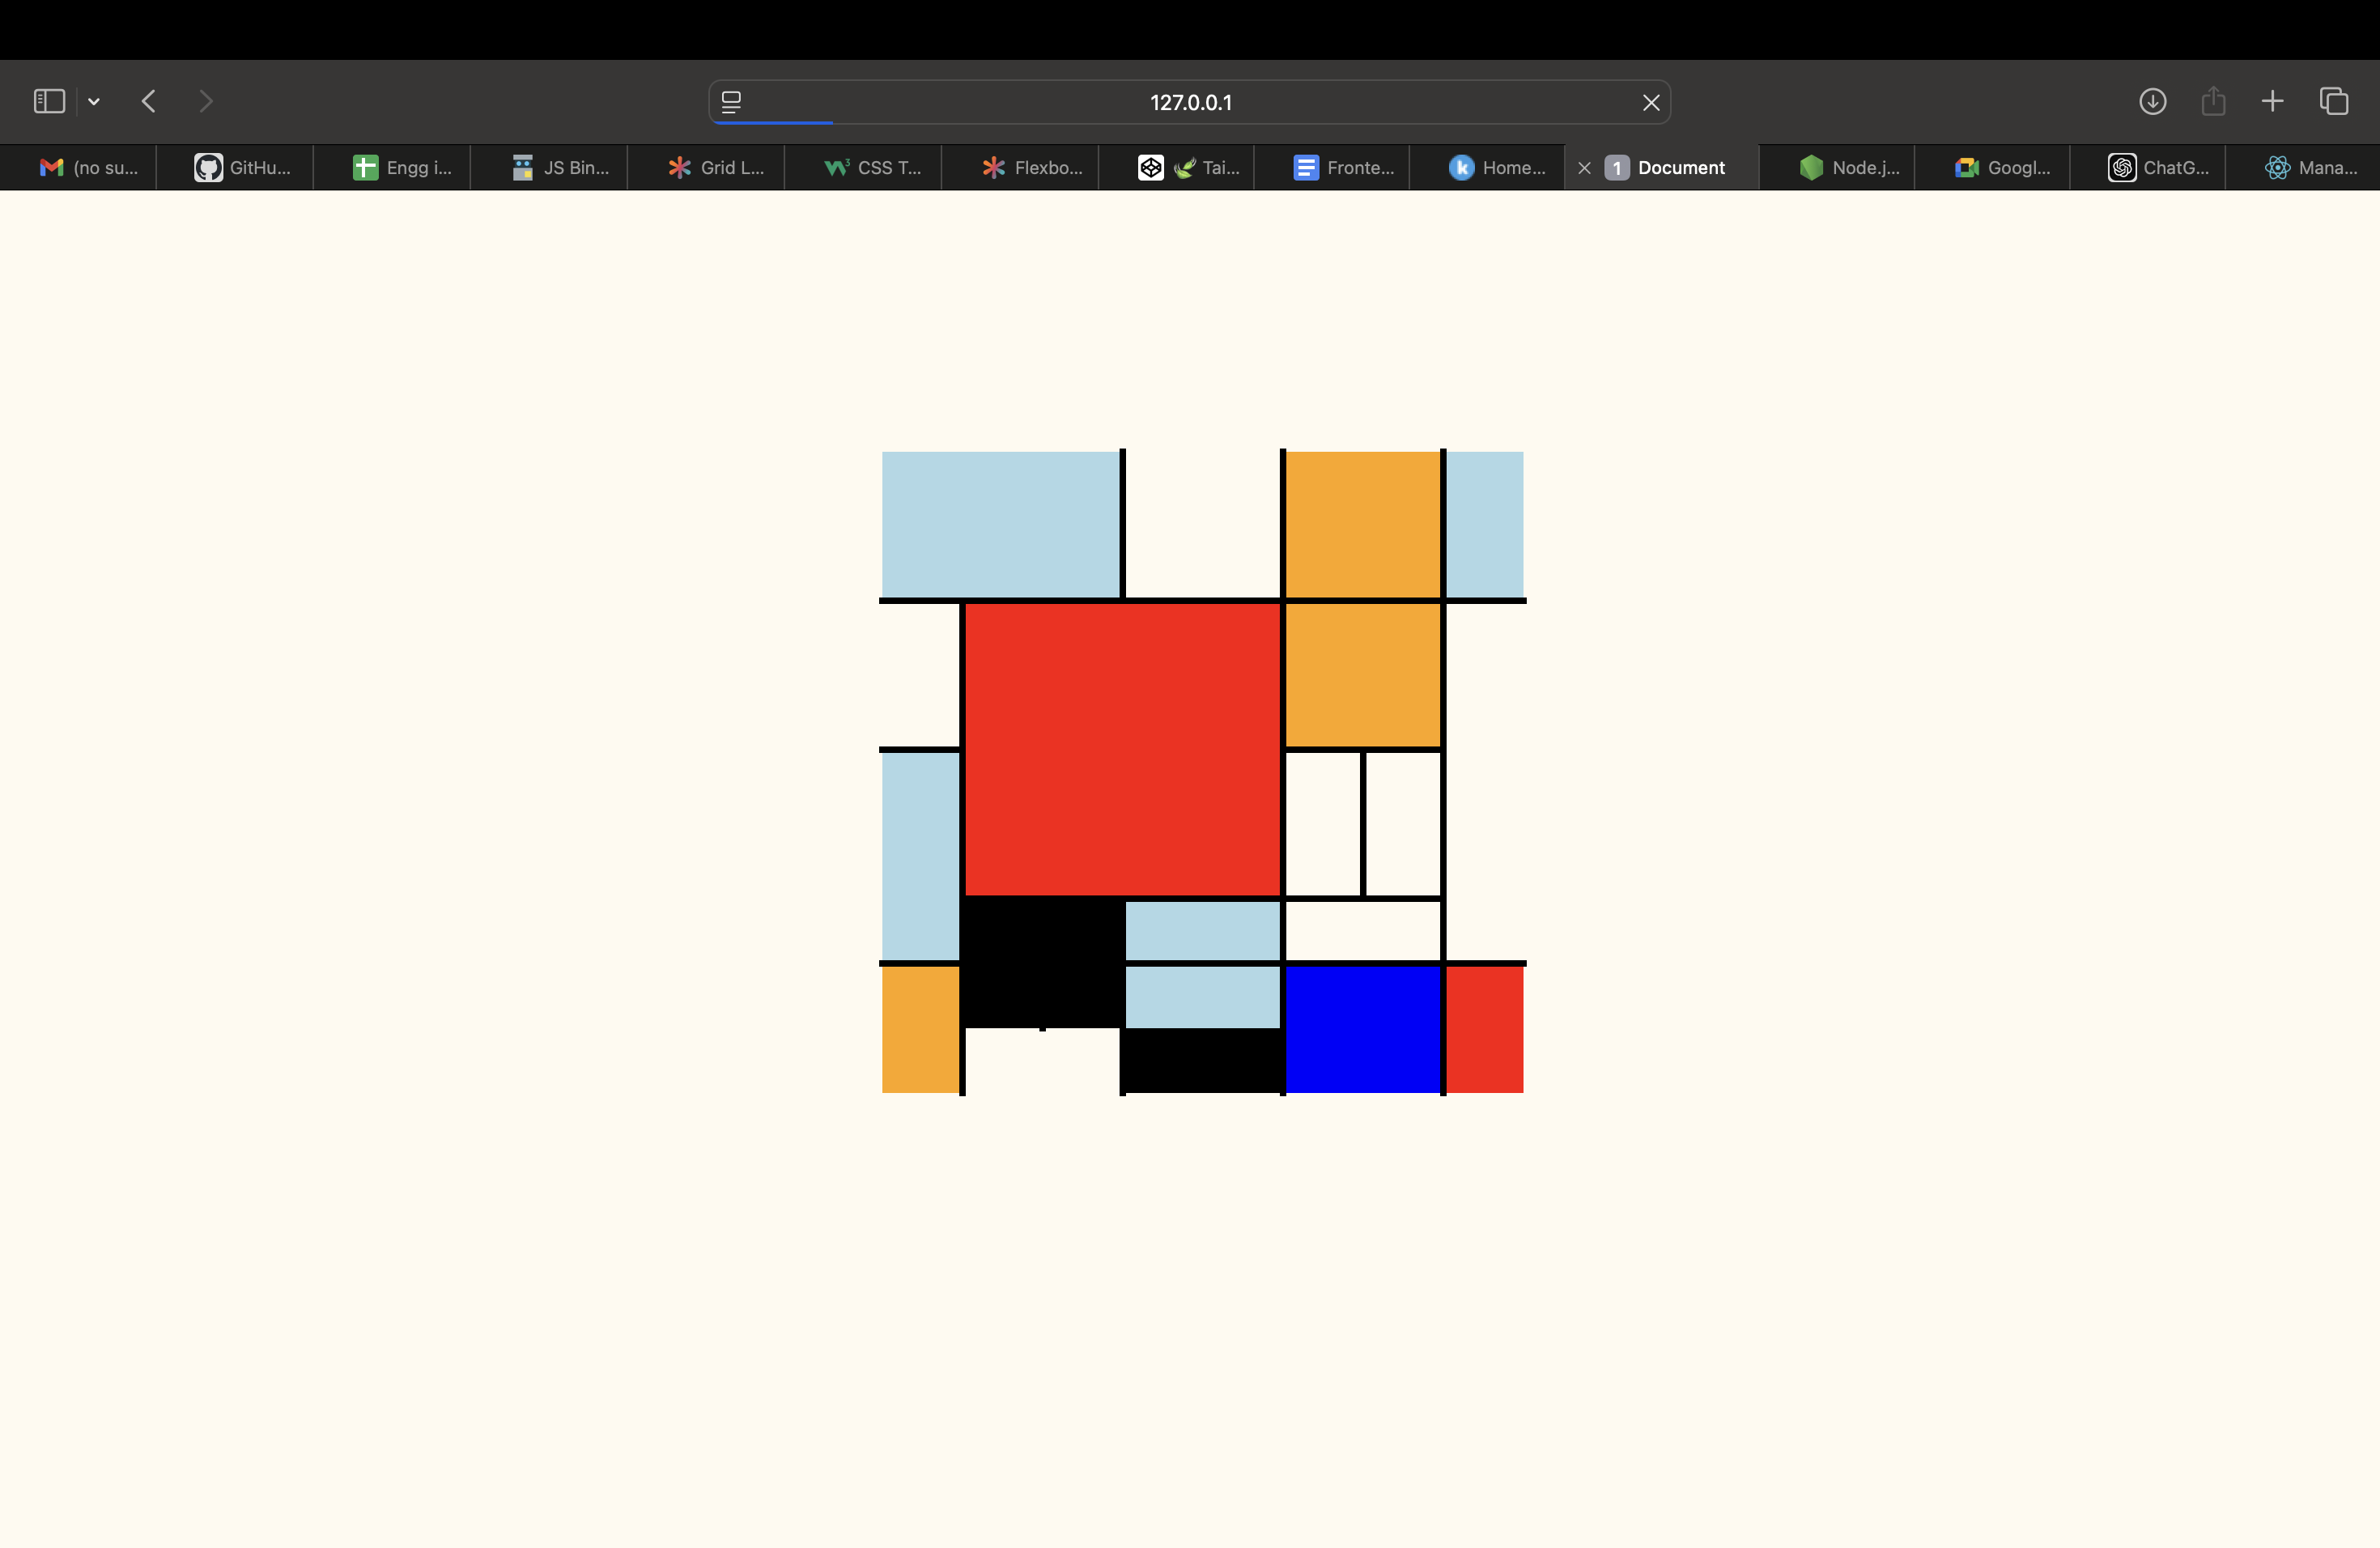 127.0.0.1
(no su...
GitHu...
Engg i...
JS Bin...
Grid L...
CSS T...
Flexbo...
Tai...
Fronte...
k Home...
1 Document
Node.j...
Googl...
ChatG...
Mana...